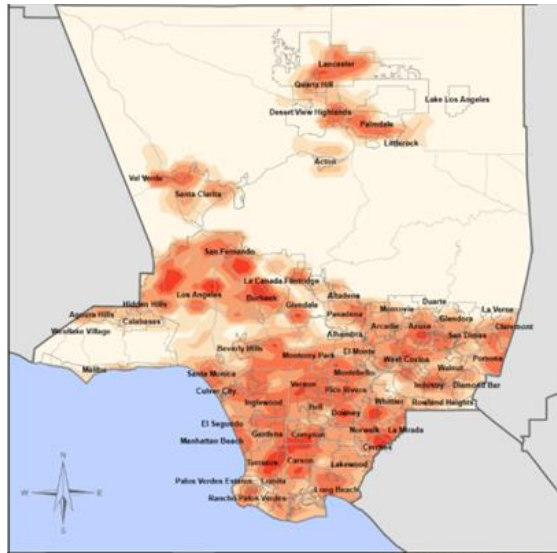 Lancaster
Quartz Hill
Lake Los Angeles
Desert View Highlands
Palmdale
Littlerock
Acton
Val Verde
Santa Clarita
San Fernando
La Canada Flintridge
Los Angeles
Burbank
Hidden Hills
Glendale
Altadena
Duarte
Agoura Hills
Calabasas
Pasadena
Monrovia
Glendora
La Verne
Westlake Village
Arcadia
Azusa
San Dimas
Claremont
Alhambra
Beverly Hills
Monterey Park
El Monte
West Covina
Walnut
Pomona
Malibu
Santa Monica
Montebello
Culver City
Vernon
Pico Rivera
Industry
Diamond Bar
Inglewood
Whittier
Rowland Heights
Bell
Downey
El Segundo
Gardena
Compton
Norwalk
La Mirada
Manhattan Beach
Cerritos
Torrance
Carson
Lakewood
Palos Verdes Estates
Lomita
Long Beach
Rancho Palos Verdes
N
W
E
S